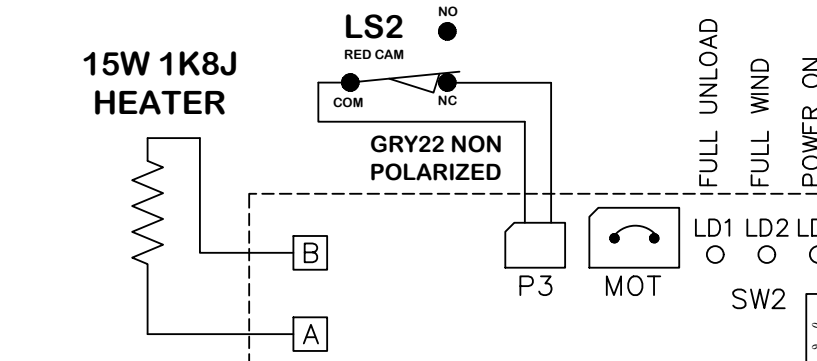 LS2
NO
RED CAM
COM
NC
15W 1K8J
HEATER
GRY22 NON
POLARIZED
FULL UNLOAD
FULL WIND
POWER ON
B
A
P3
MOT
LD1
LD2
LD
SW2